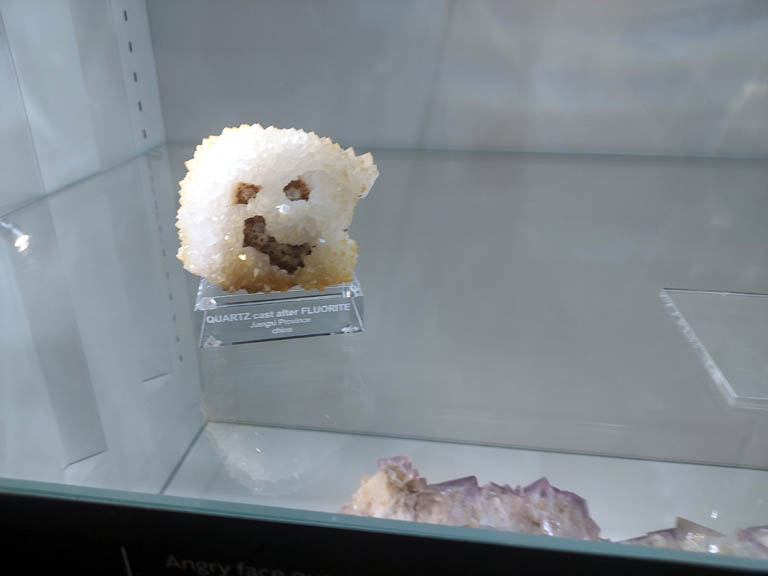 QUARTZ cast after FLUORITE
Jiangxi Province
china
Angry face